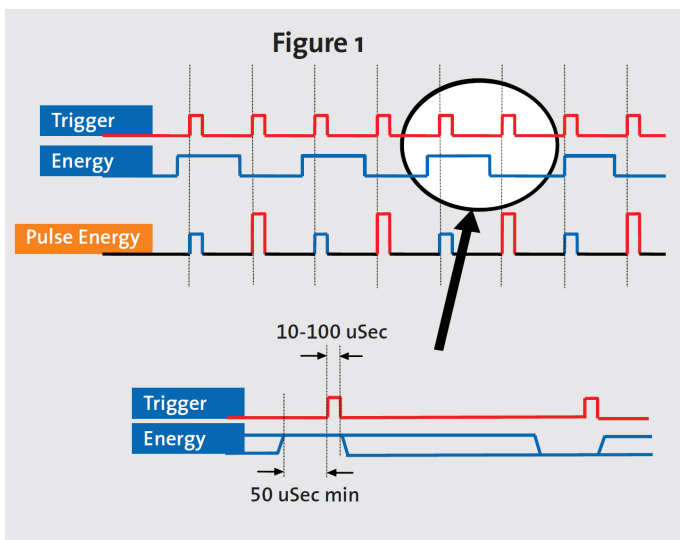 Figure 1
Trigger
Energy
Pulse Energy
10-100 uSec
Trigger
Energy
50 uSec min